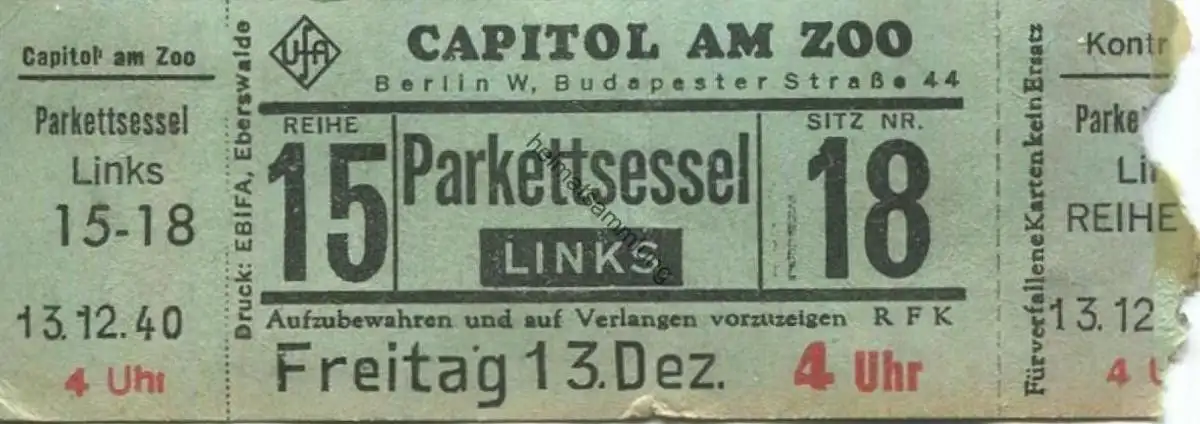 Capitol am Zoo
Parkettsessel
Links
15-18
13.12.40
4 Uhr
Druck: EBIFA, Eberswalde
UFA
CAPITOL AM ZOO
Berlin W, Budapester Straße 44
REIHE
15
Parkettsessel
LINKS
SITZ NR.
18
Aufzubewahren und auf Verlangen vorzuzeigen R F K
Freitag 13. Dez. 4 Uhr
heimatsammlung
Für verfallene Karten kein Ersatz
Kontr
Parke
Li
REIHE
13.12
4 U